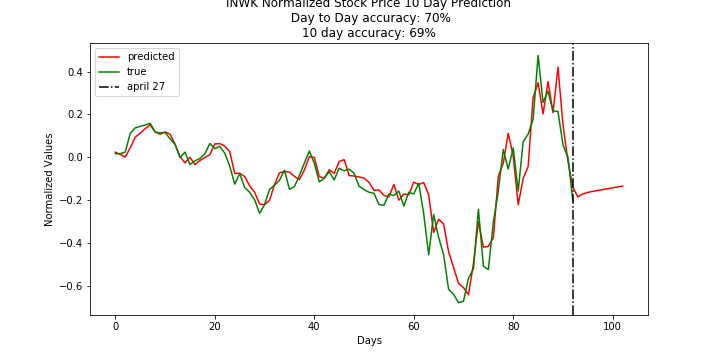 INWK Normalized Stock Price 10 Day Prediction
Day to Day accuracy: 70%
10 day accuracy: 69%
predicted
true
april 27
Normalized Values
0.4
0.2
0.0
−0.2
−0.4
−0.6
0 20 40 60 80 100
Days